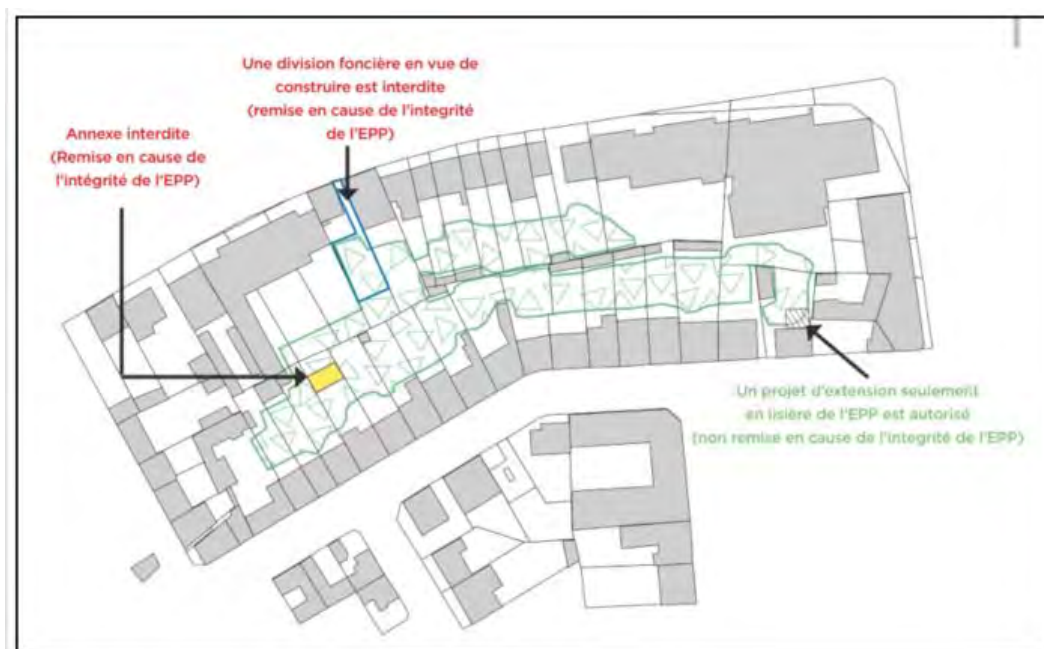 Une division foncière en vue de
construire est interdite
(remise en cause de l'integrité
de l'EPP)
Annexe interdite
(Remise en cause de
l'intégrité de l'EPP)
Un projet d'extension seulement
en lisière de l'EPP est autorisé
(non remise en cause de l'integrité de l'EPP)